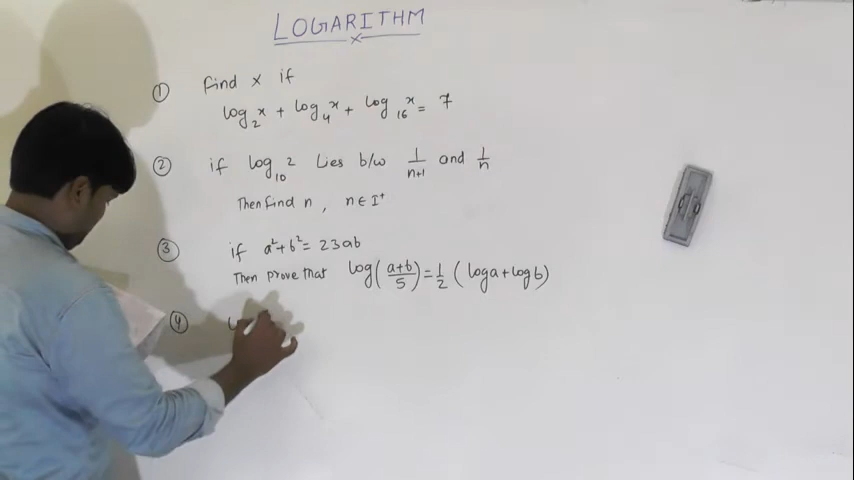 LOGARITHM
① Find x if
log₂x + log₄x + log₁₆x = 7
② if log₁₀2 Lies b/w 1/(n+1) and 1/n
Then find n, n ∈ I⁺
③ if a²+b² = 23ab
Then prove that log((a+b)/5) = 1/2 (loga + logb)
④